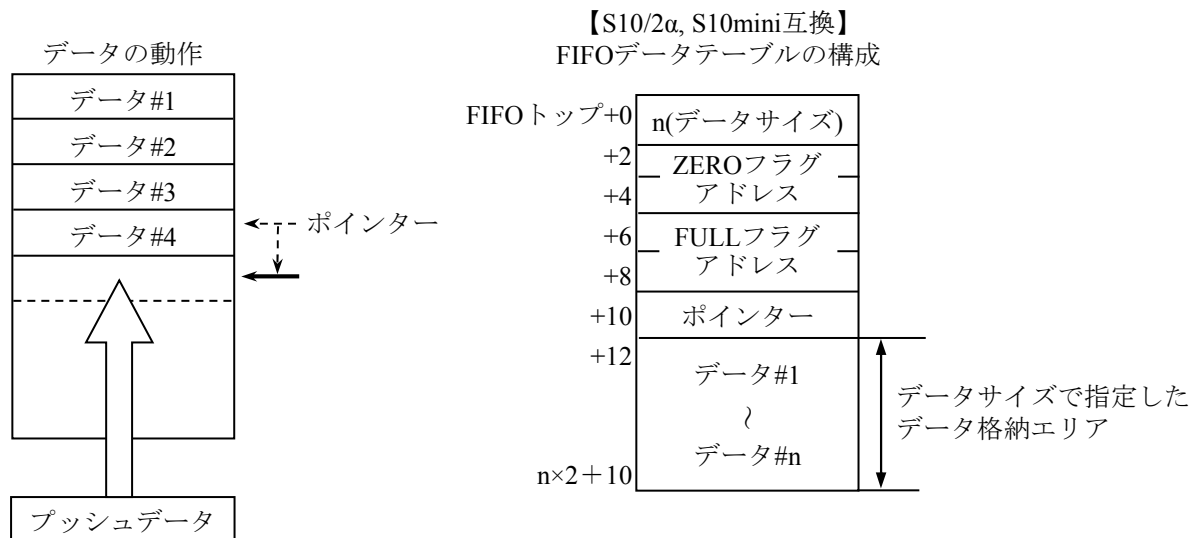 データの動作
データ#1
データ#2
データ#3
データ#4
ポインター
プッシュデータ
【S10/2α, S10mini互換】
FIFOデータテーブルの構成
FIFOトップ+0
n(データサイズ)
+2
ZEROフラグ
+4
アドレス
+6
FULLフラグ
+8
アドレス
+10
ポインター
+12
データ#1
~
データ#n
n×2+10
データサイズで指定した
データ格納エリア